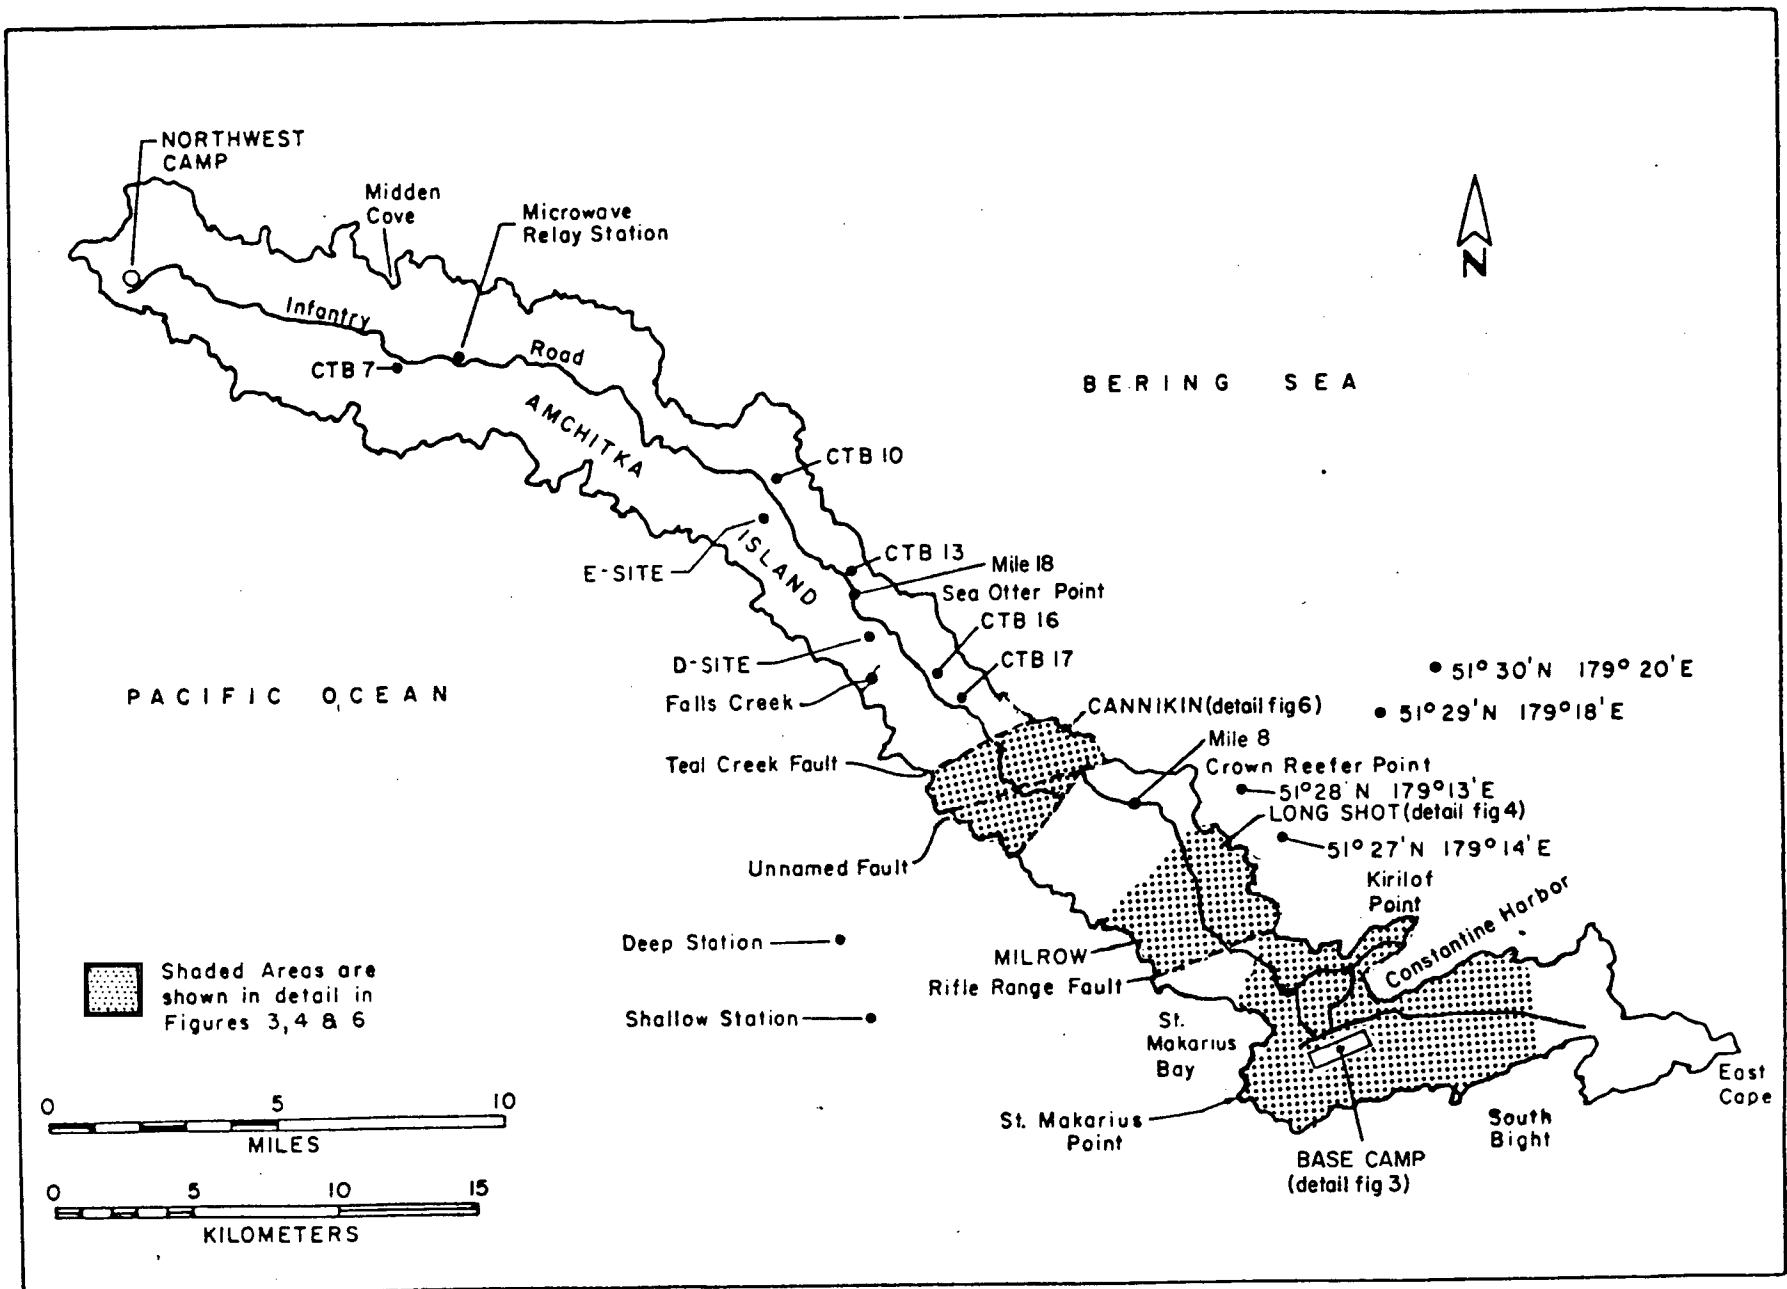 NORTHWEST
CAMP
Midden
Cove
Microwave
Relay Station
Infantry
Road
CTB 7
N
BERING SEA
AMCHITKA
ISLAND
CTB 10
E-SITE
CTB 13
Mile 18
Sea Otter Point
CTB 16
D-SITE
CTB 17
Falls Creek
PACIFIC OCEAN
51° 30' N 179° 20' E
51° 29' N 179° 18' E
CANNIKIN (detail fig 6)
Mile 8
Teal Creek Fault
Crown Reefer Point
51° 28' N 179° 13' E
LONG SHOT (detail fig 4)
51° 27' N 179° 14' E
Unnamed Fault
Kirilof
Point
Constantine Harbor
Deep Station
MILROW
Rifle Range Fault
Shaded Areas are
shown in detail in
Figures 3, 4 & 6
Shallow Station
St.
Makarius
Bay
East
Cape
St. Makarius
Point
South
Bight
BASE CAMP
(detail fig 3)
0 5 10
MILES
0 5 10 15
KILOMETERS